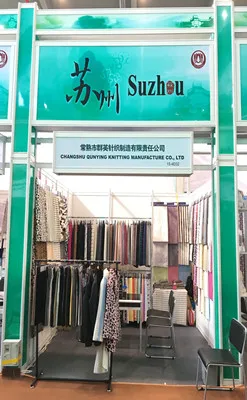 苏州 Suzhou
常熟市群英针织制造有限责任公司
CHANGSHU QUNYING KNITTING MANUFACTURE CO., LTD